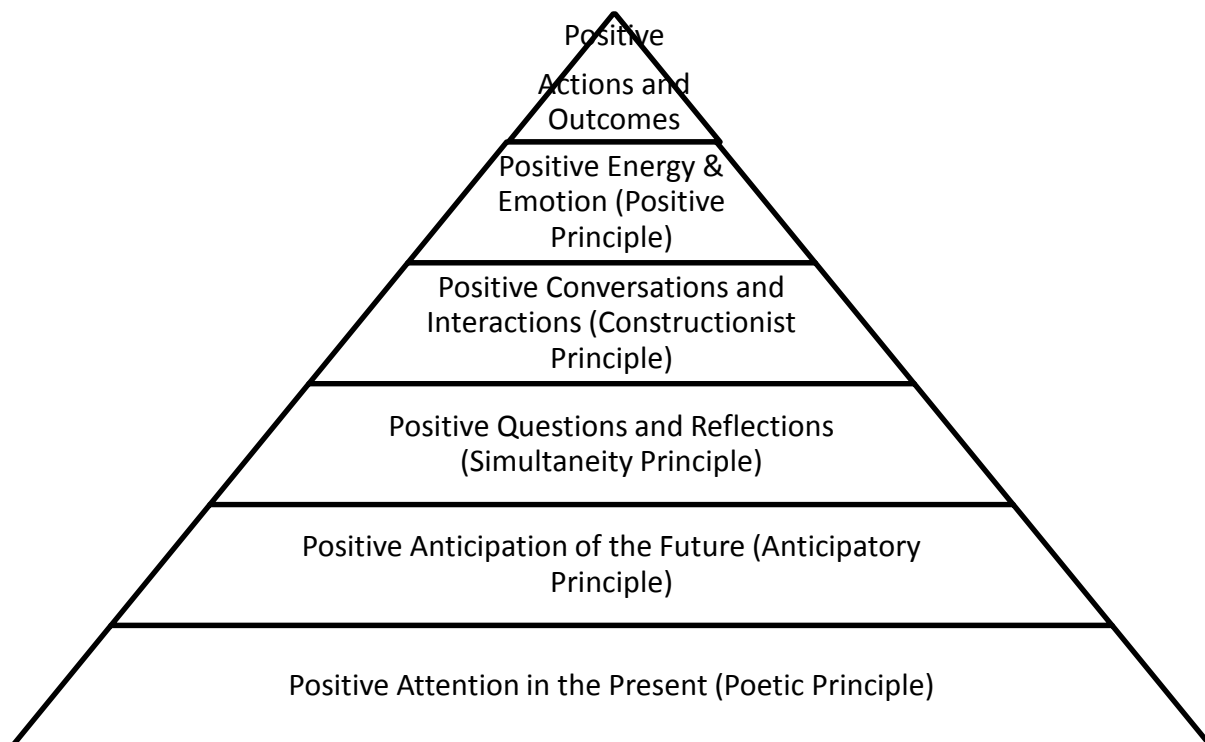 Positive
Actions and
Outcomes
Positive Energy &
Emotion (Positive
Principle)
Positive Conversations and
Interactions (Constructionist
Principle)
Positive Questions and Reflections
(Simultaneity Principle)
Positive Anticipation of the Future (Anticipatory
Principle)
Positive Attention in the Present (Poetic Principle)